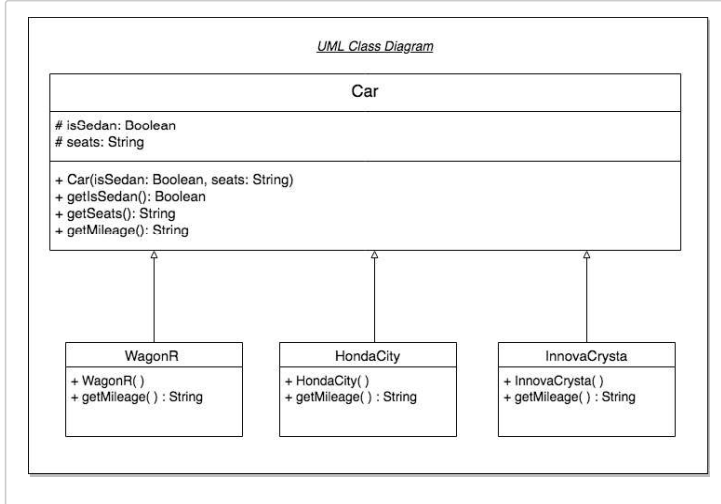 UML Class Diagram
Car
# isSedan: Boolean
# seats: String
+ Car(isSedan: Boolean, seats: String)
+ getIsSedan(): Boolean
+ getSeats(): String
+ getMileage(): String
WagonR
+ WagonR( )
+ getMileage( ) : String
HondaCity
+ HondaCity( )
+ getMileage( ) : String
InnovaCrysta
+ InnovaCrysta( )
+ getMileage( ) : String